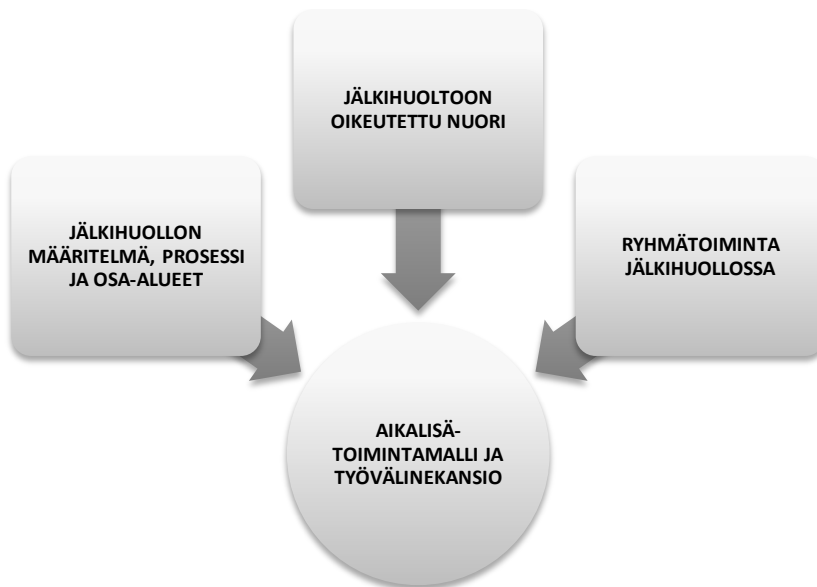 JÄLKIHUOLTOON
OIKEUTETTU NUORI
JÄLKIHUOLLON
MÄÄRITELMÄ, PROSESSI
JA OSA-ALUEET
RYHMÄTOIMINTA
JÄLKIHUOLLOSSA
AIKALISÄ-
TOIMINTAMALLI JA
TYÖVÄLINEKANSIO